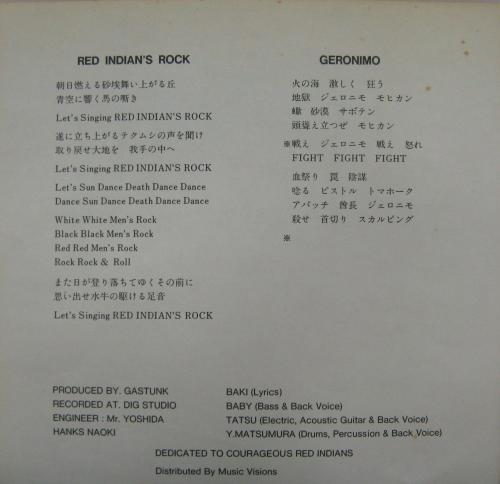 RED INDIAN'S ROCK
朝日燃える砂埃舞い上がる丘
青空に響く馬の嘶き
Let's Singing RED INDIAN'S ROCK
遂に立ち上がるテクムシの声を聞け
取り戻せ大地を 我手の中へ
Let's Singing RED INDIAN'S ROCK
Let's Sun Dance Death Dance Dance
Dance Sun Dance Death Dance Dance
White White Men's Rock
Black Black Men's Rock
Red Red Men's Rock
Rock Rock & Roll
また日が登り落ちてゆくその前に
思い出せ水牛の駆ける足音
Let's Singing RED INDIAN'S ROCK
GERONIMO
火の海 激しく 狂う
地獄 ジェロニモ モヒカン
蠍 砂漠 サボテン
頭聳え立つぜ モヒカン
※戦え ジェロニモ 戦え 怒れ
FIGHT FIGHT FIGHT
血祭り 罠 陰謀
唸る ピストル トマホーク
アパッチ 酋長 ジェロニモ
殺せ 首切り スカルピング
※
PRODUCED BY. GASTUNK
RECORDED AT. DIG STUDIO
ENGINEER : Mr. YOSHIDA
HANKS NAOKI
BAKI (Lyrics)
BABY (Bass & Back Voice)
TATSU (Electric, Acoustic Guitar & Back Voice)
Y.MATSUMURA (Drums, Percussion & Back Voice)
DEDICATED TO COURAGEOUS RED INDIANS
Distributed By Music Visions